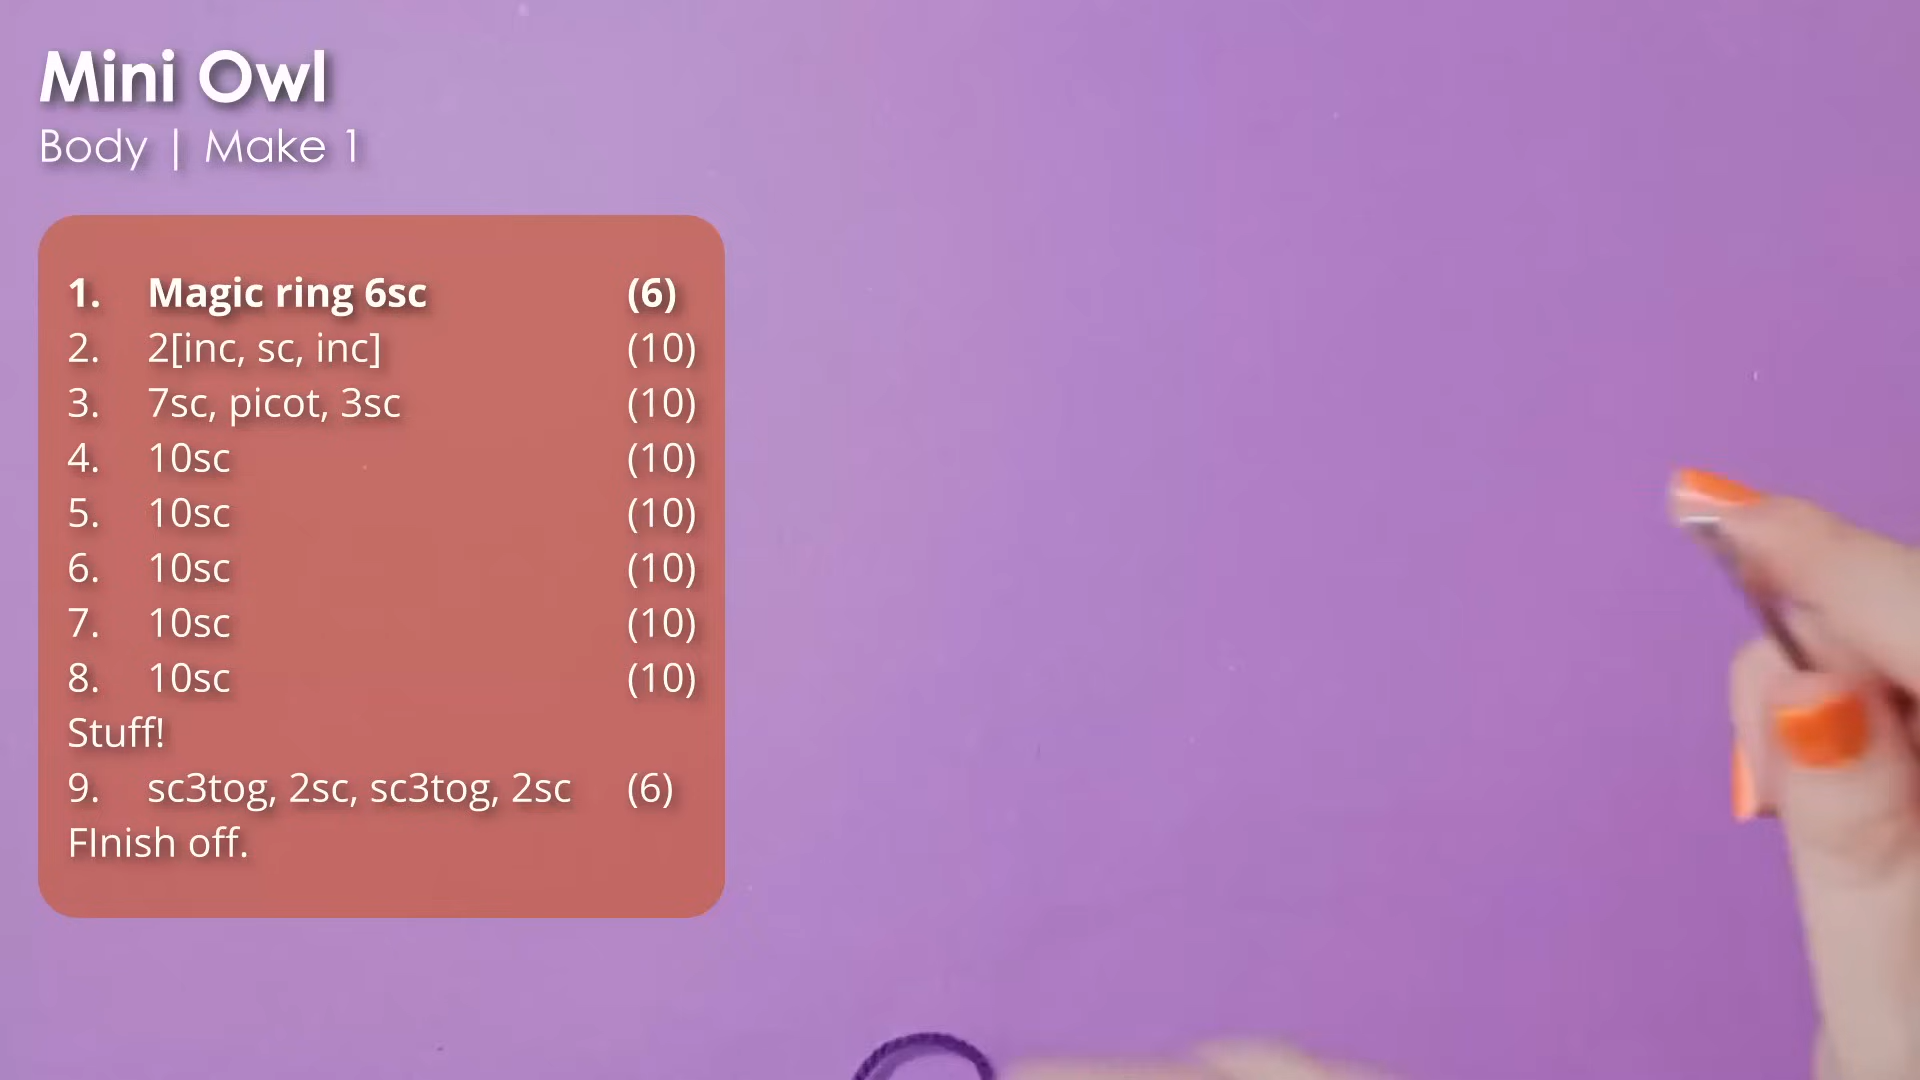 Mini Owl
Body | Make 1
1. Magic ring 6sc (6)
2. 2[inc, sc, inc] (10)
3. 7sc, picot, 3sc (10)
4. 10sc (10)
5. 10sc (10)
6. 10sc (10)
7. 10sc (10)
8. 10sc (10)
Stuff!
9. sc3tog, 2sc, sc3tog, 2sc (6)
FInish off.